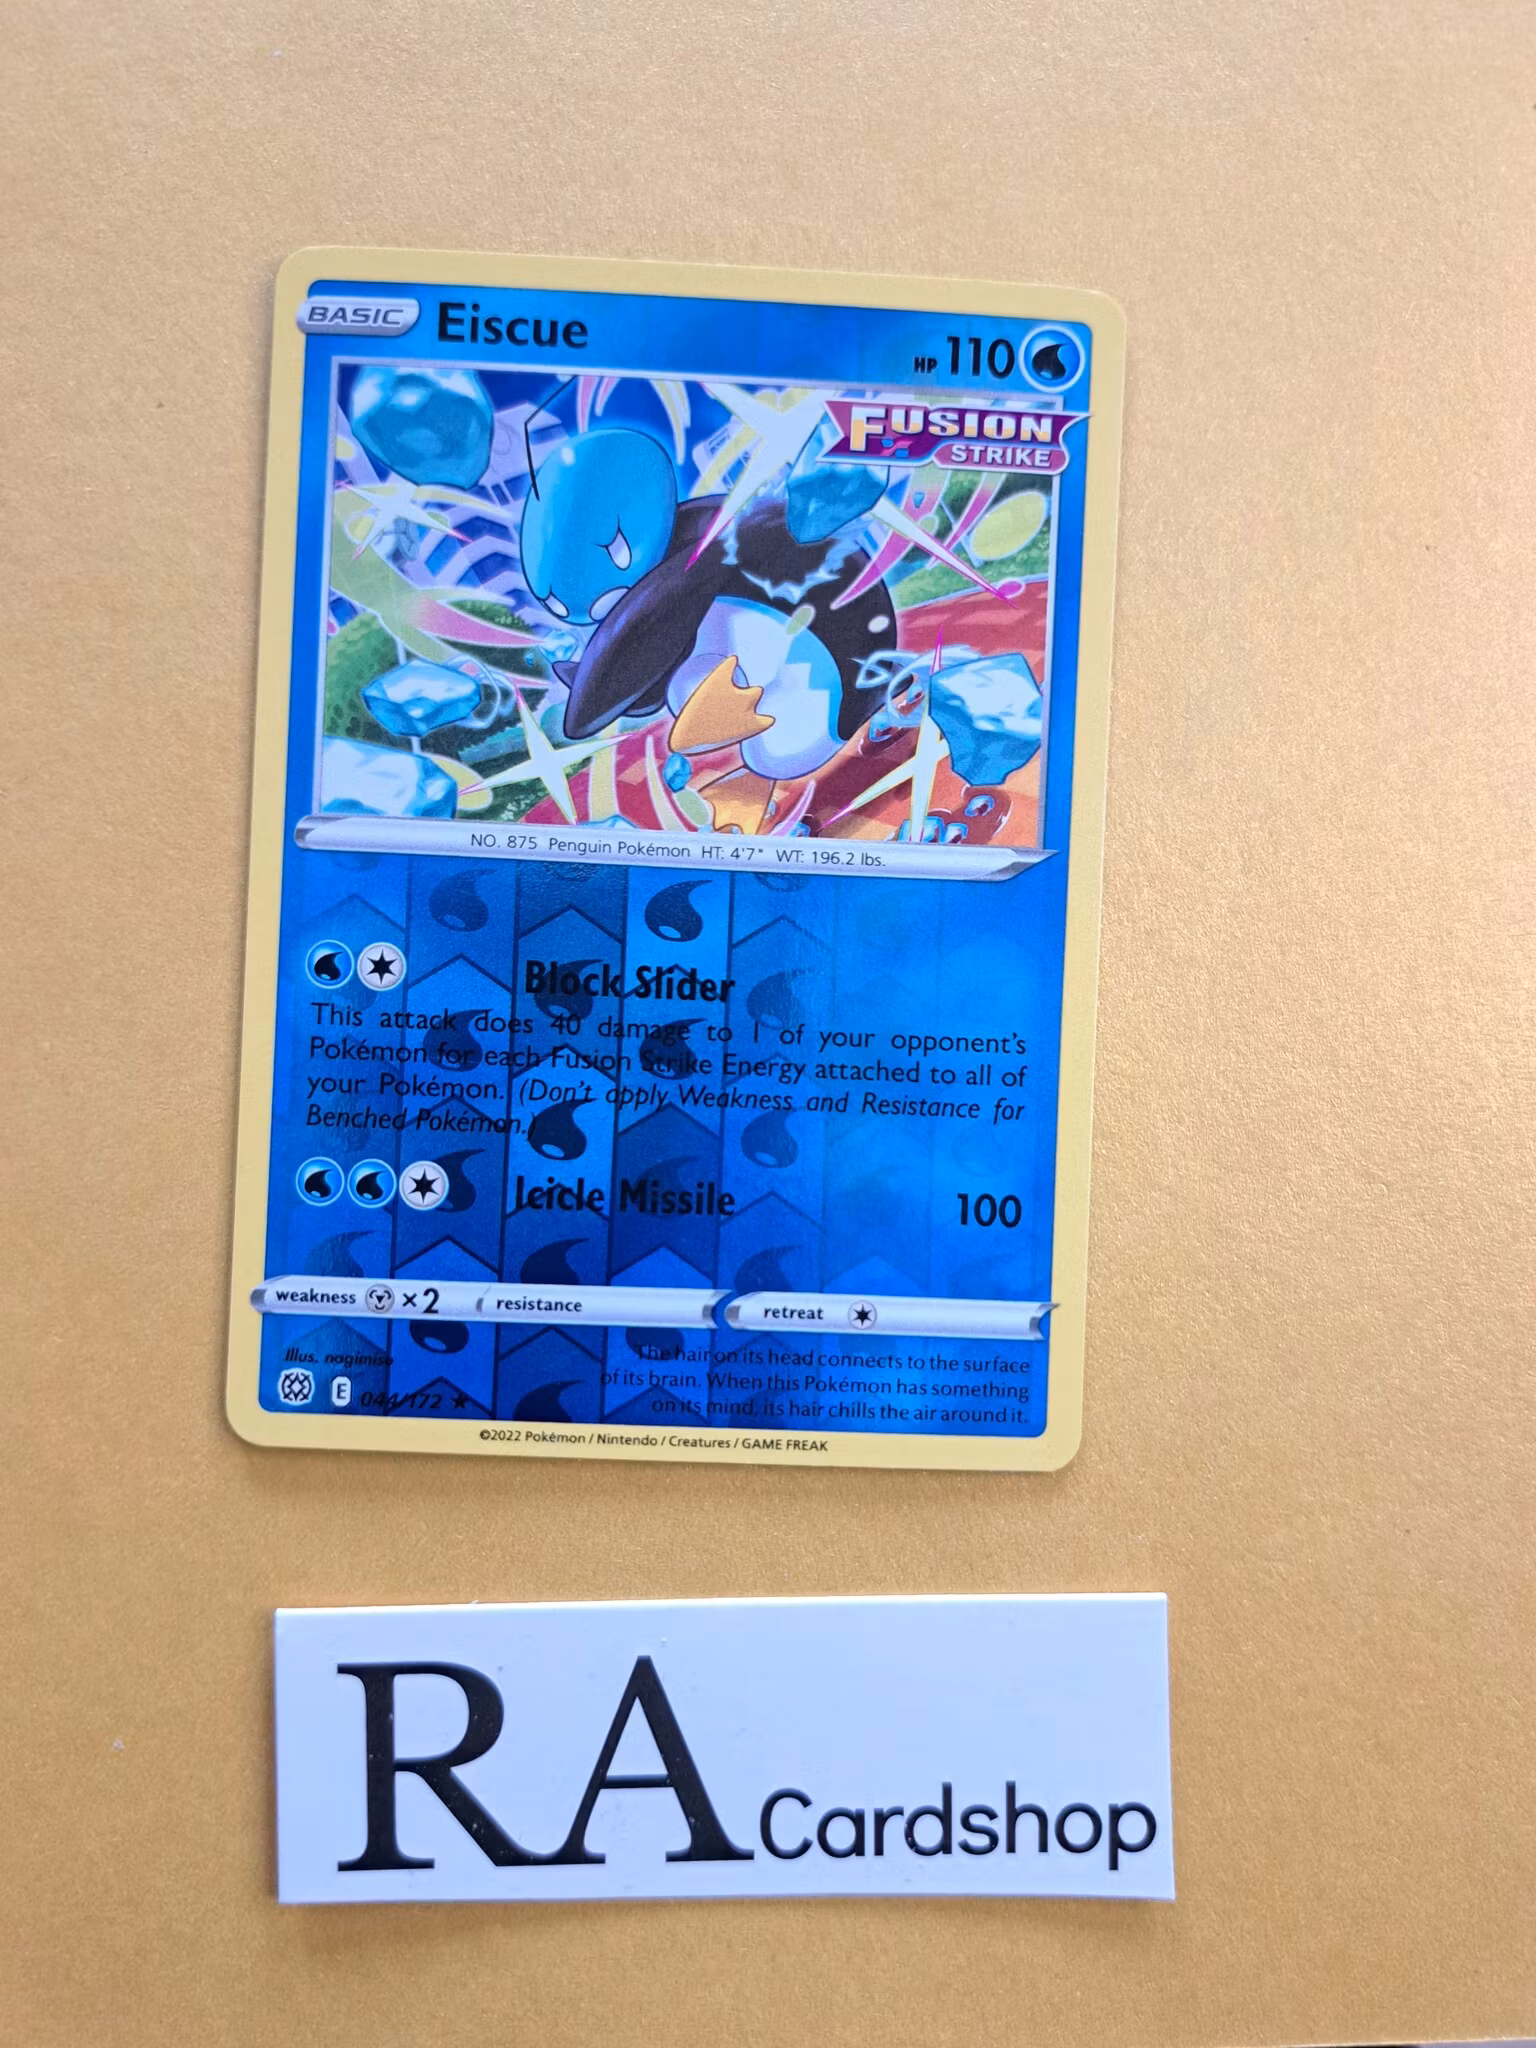 BASIC Eiscue HP 110
FUSION
STRIKE
NO. 875 Penguin Pokémon HT: 4'7" WT: 196.2 lbs.
Block Slider
This attack does 40 damage to 1 of your opponent's
Pokémon for each Fusion Strike Energy attached to all of
your Pokémon. (Don't apply Weakness and Resistance for
Benched Pokémon.)
Icicle Missile 100
weakness ×2 resistance retreat
Illus. nagimiso
The hair on its head connects to the surface
of its brain. When this Pokémon has something
on its mind, its hair chills the air around it.
E 044/172 ★
©2022 Pokémon / Nintendo / Creatures / GAME FREAK
RA Cardshop